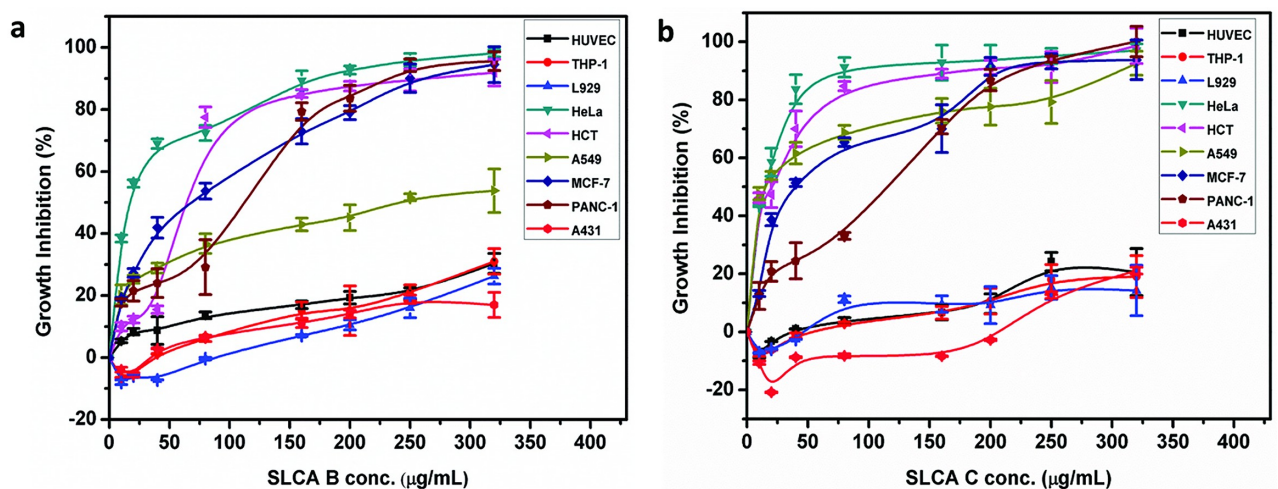 a
Growth Inhibition (%)
100
80
60
40
20
0
-20
0 50 100 150 200 250 300 350 400
SLCA B conc. (μg/mL)
HUVEC
THP-1
L929
HeLa
HCT
A549
MCF-7
PANC-1
A431
b
Growth Inhibition (%)
100
80
60
40
20
0
-20
0 50 100 150 200 250 300 350 400
SLCA C conc. (μg/mL)
HUVEC
THP-1
L929
HeLa
HCT
A549
MCF-7
PANC-1
A431